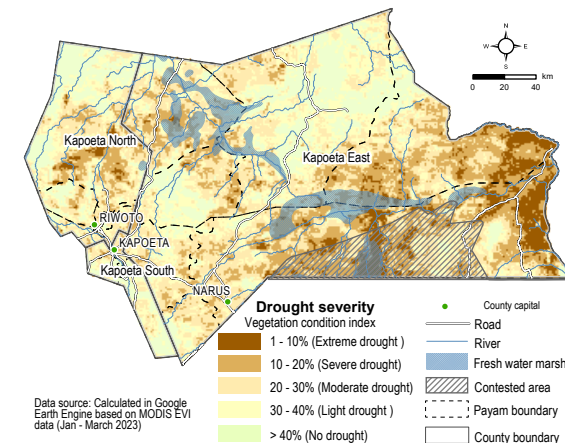 N
W E
S
0 20 40 km
Kapoeta North
Kapoeta East
RIWOTO
KAPOETA
Kapoeta South
NARUS
Drought severity
Vegetation condition index
1 - 10% (Extreme drought )
10 - 20% (Severe drought)
20 - 30% (Moderate drought)
30 - 40% (Light drought )
> 40% (No drought)
County capital
Road
River
Fresh water marsh
Contested area
Payam boundary
County boundary
Data source: Calculated in Google
Earth Engine based on MODIS EVI
data (Jan - March 2023)